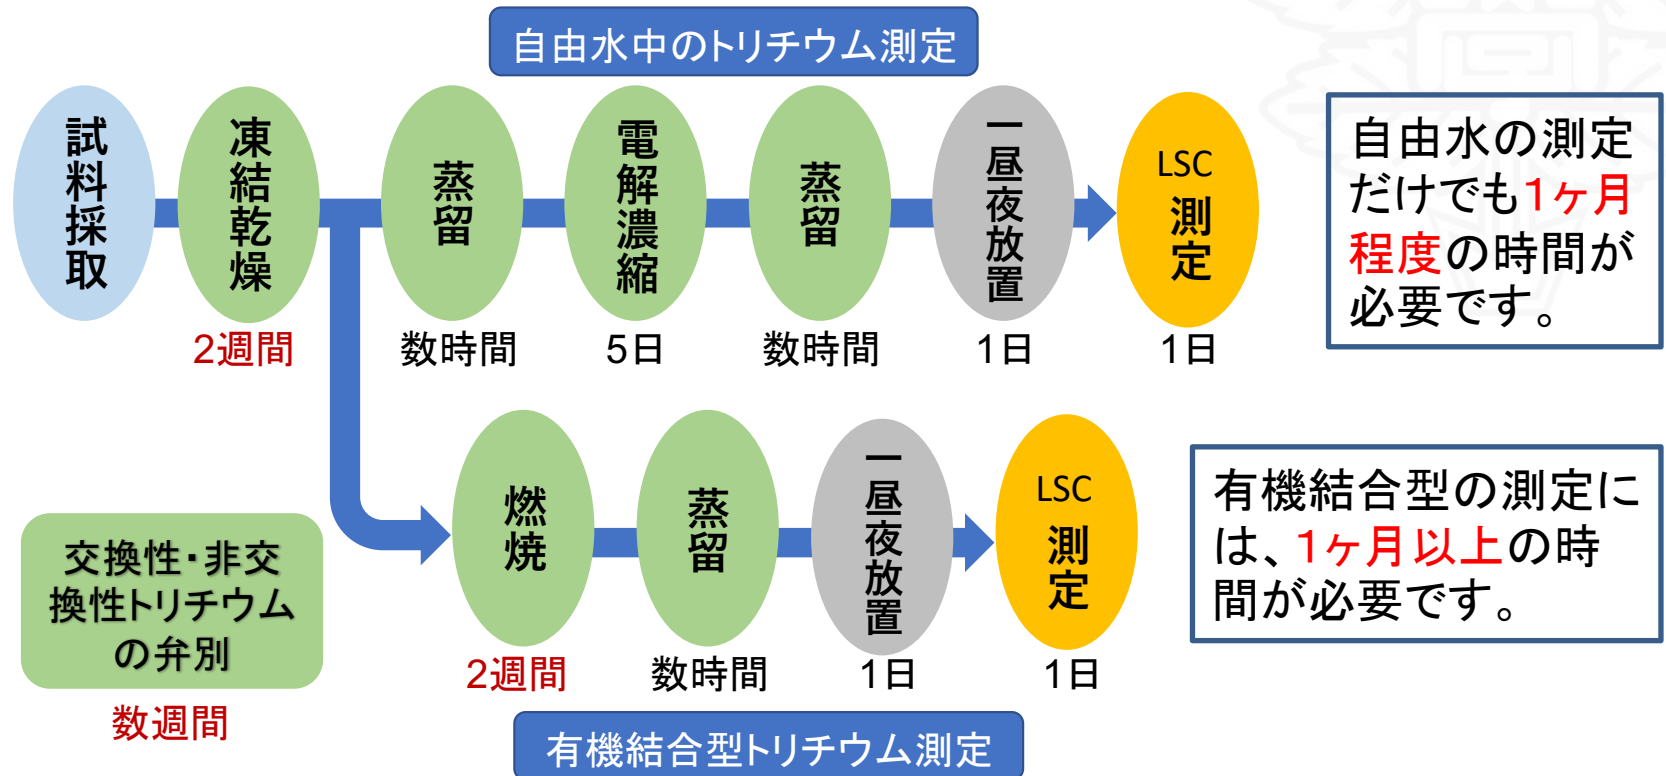 自由水中のトリチウム測定
試料採取
凍結乾燥
蒸留
電解濃縮
蒸留
一昼夜放置
LSC
測定
2週間
数時間
5日
数時間
1日
1日
自由水の測定
だけでも1ヶ月
程度の時間が
必要です。
燃焼
蒸留
一昼夜放置
LSC
測定
2週間
数時間
1日
1日
有機結合型の測定に
は、1ヶ月以上の時
間が必要です。
交換性・非交
換性トリチウム
の弁別
数週間
有機結合型トリチウム測定